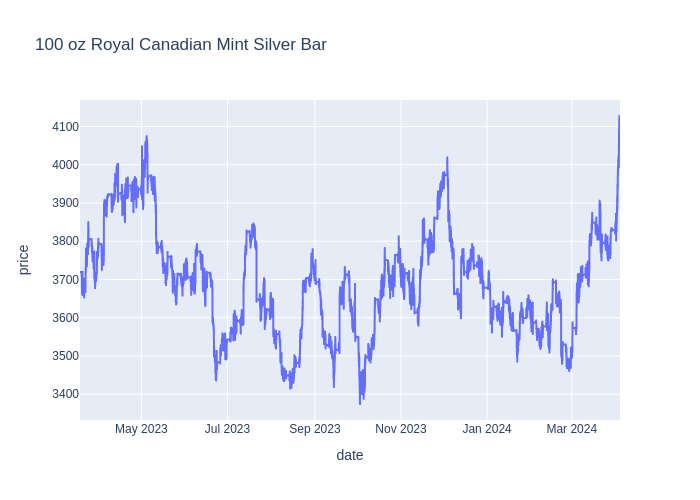 100 oz Royal Canadian Mint Silver Bar
4100
4000
3900
3800
3700
3600
3500
3400
price
May 2023 Jul 2023 Sep 2023 Nov 2023 Jan 2024 Mar 2024
date